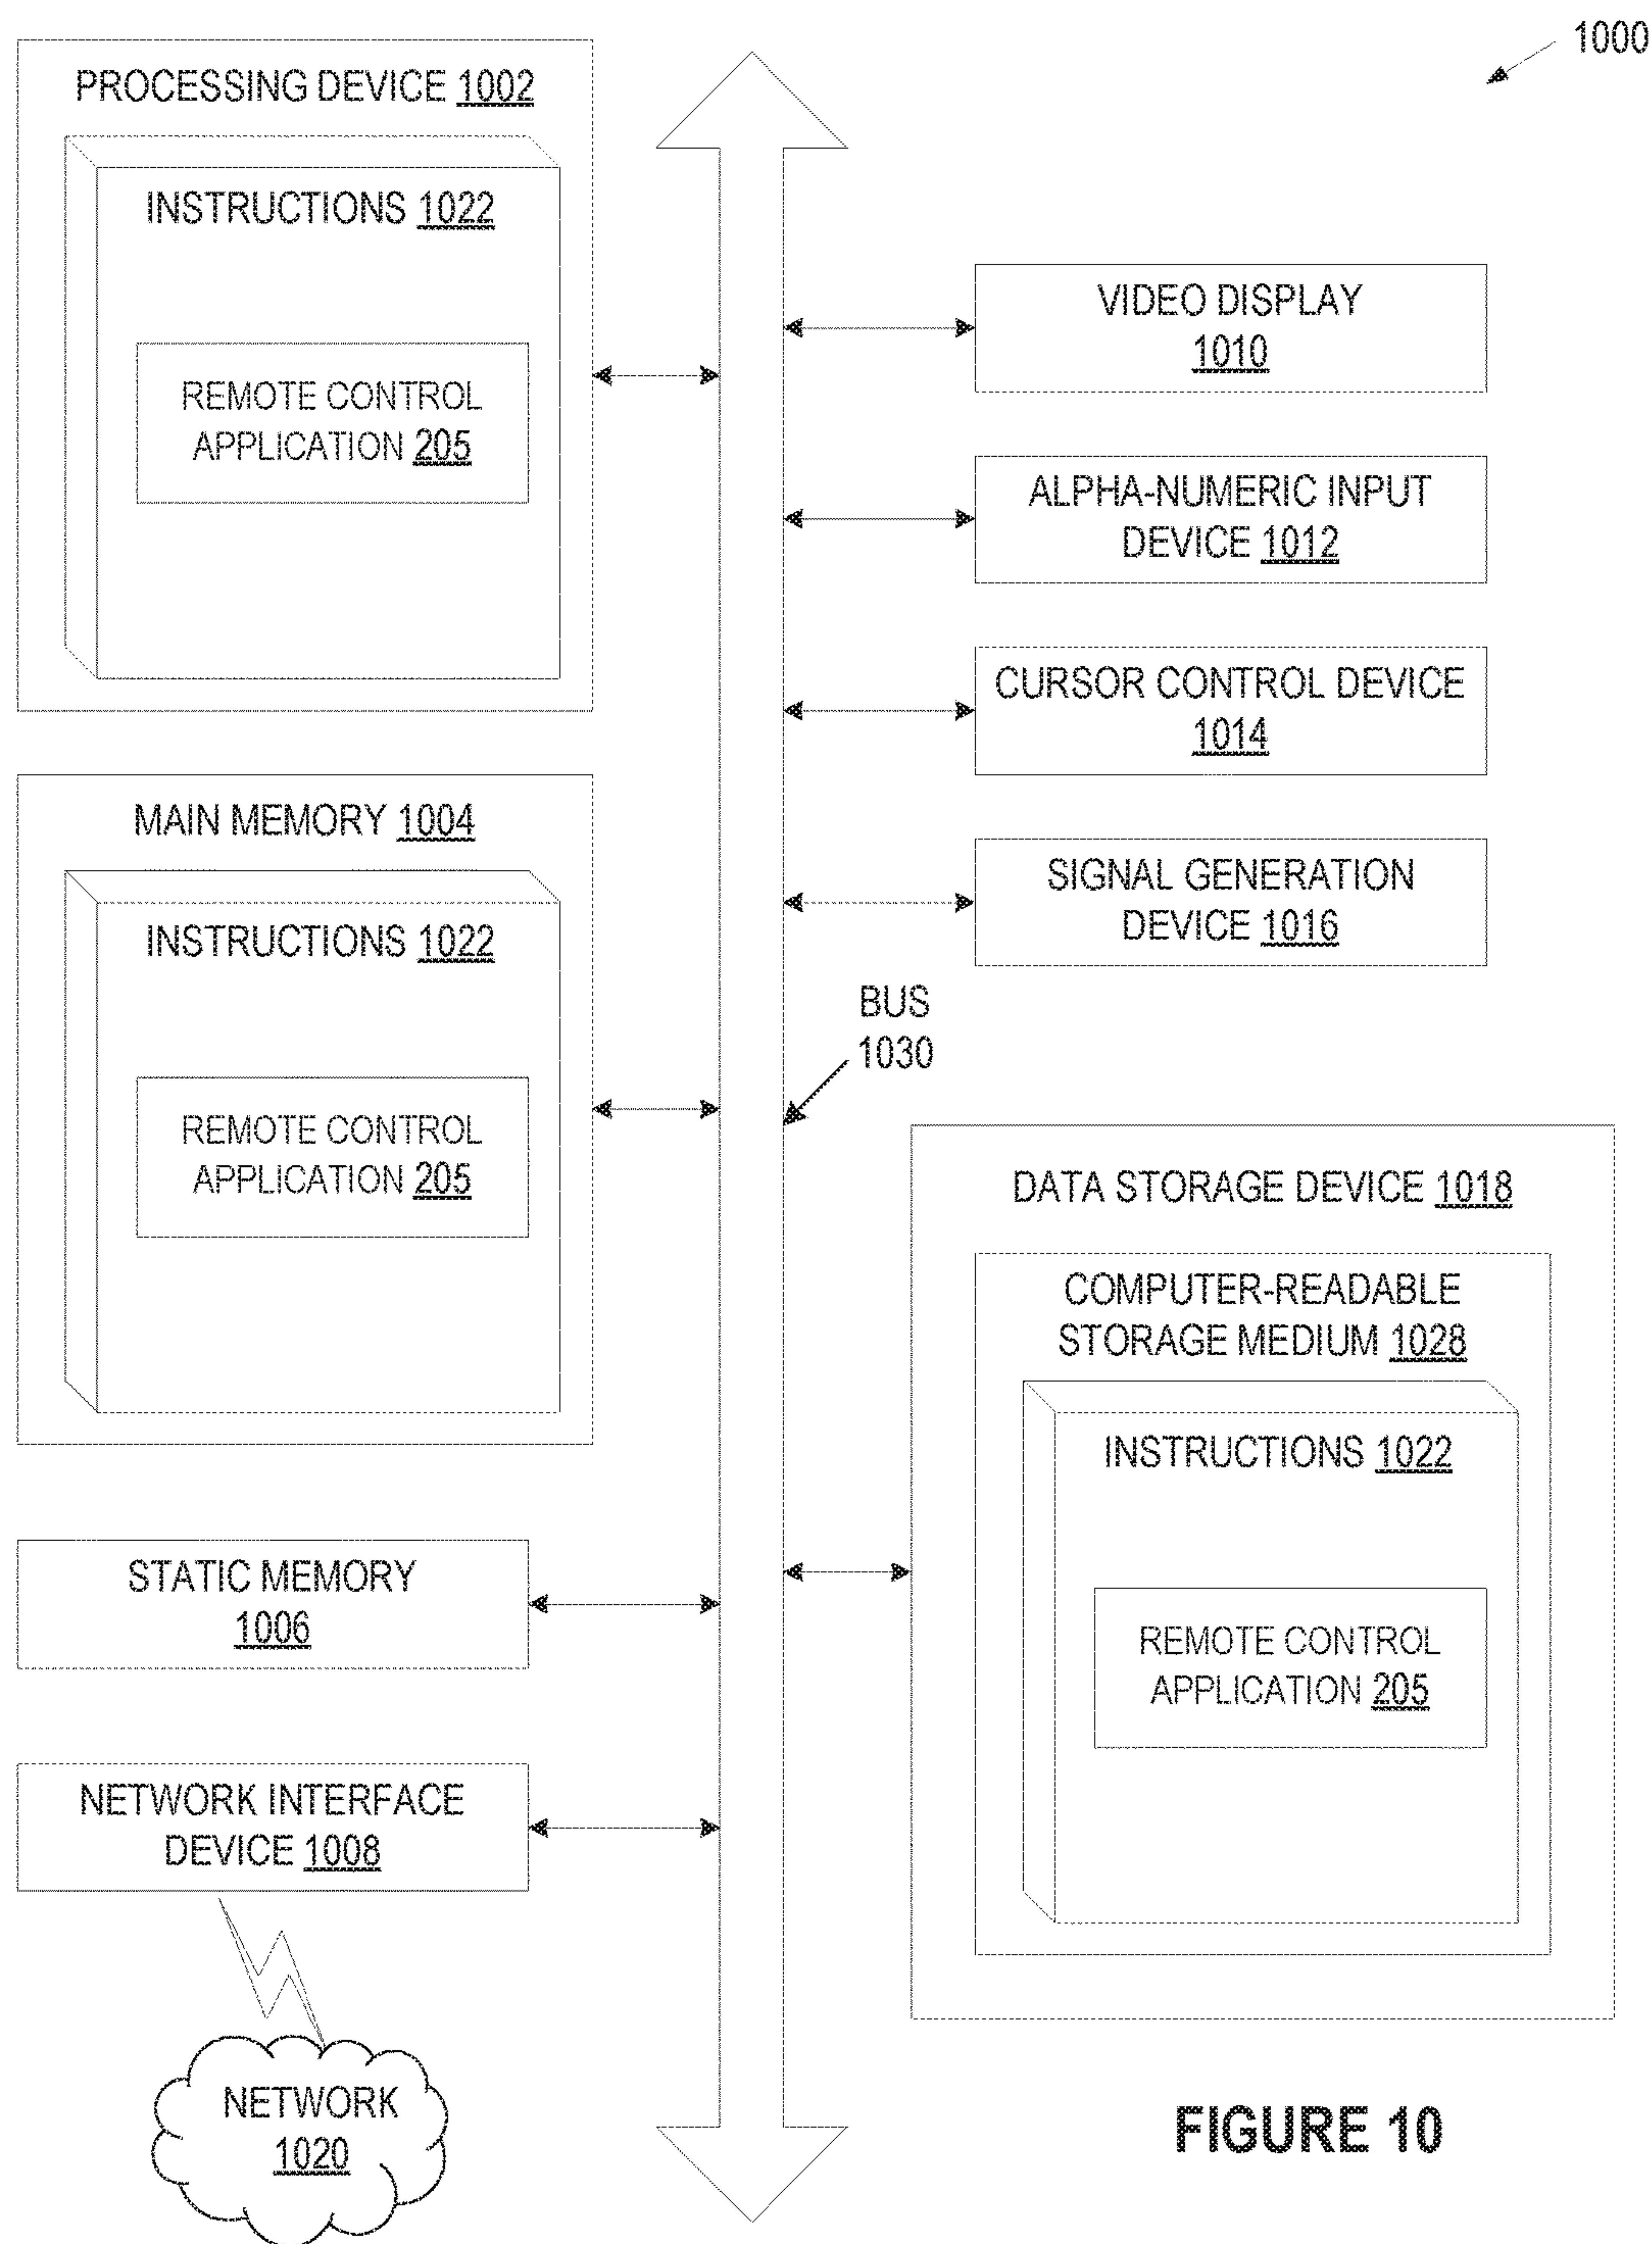 1000
PROCESSING DEVICE 1002
INSTRUCTIONS 1022
REMOTE CONTROL
APPLICATION 205
MAIN MEMORY 1004
INSTRUCTIONS 1022
REMOTE CONTROL
APPLICATION 205
STATIC MEMORY
1006
NETWORK INTERFACE
DEVICE 1008
NETWORK
1020
VIDEO DISPLAY
1010
ALPHA-NUMERIC INPUT
DEVICE 1012
CURSOR CONTROL DEVICE
1014
SIGNAL GENERATION
DEVICE 1016
BUS
1030
DATA STORAGE DEVICE 1018
COMPUTER-READABLE
STORAGE MEDIUM 1028
INSTRUCTIONS 1022
REMOTE CONTROL
APPLICATION 205
FIGURE 10